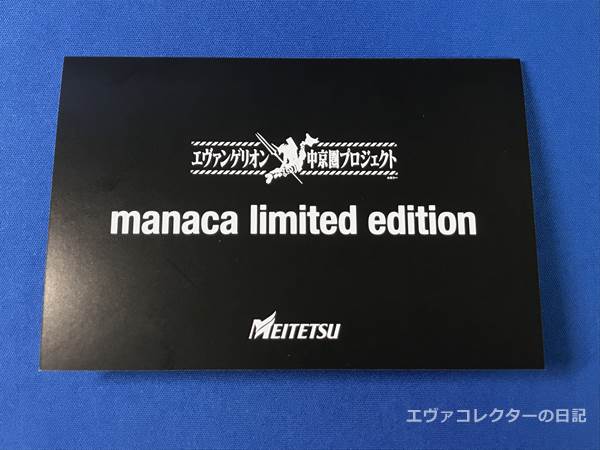 エヴァンゲリオン 中京圏プロジェクト
manaca limited edition
MEITETSU
エヴァコレクターの日記